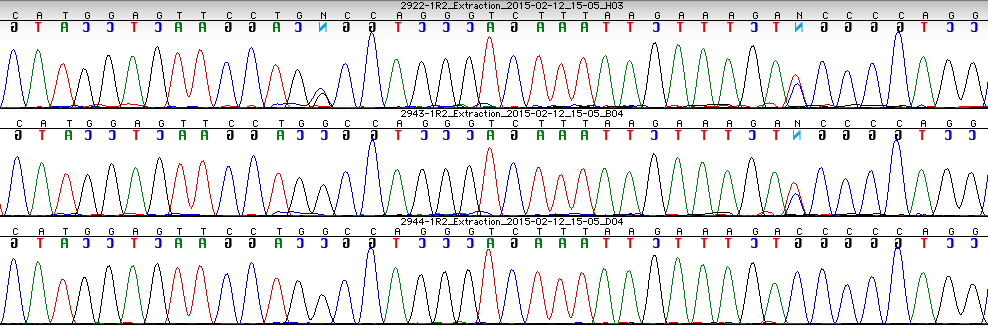 2922-1R2_Extraction_2015-02-12_15-05_H03
C A T G G A G T T C C T G N C C A G G G T C T T T A A G A A A G A N C C C C A G G
G T A C C T C A A G G A C N G G T C C C A G A A A T T C T T T C T N G G G G T C C
2943-1R2_Extraction_2015-02-12_15-05_B04
C A T G G A G T T C C T G G C C A G G G T C T T T A A G A A A G A N C C C C A G G
G T A C C T C A A G G A C C G G T C C C A G A A A T T C T T T C T N G G G G T C C
2944-1R2_Extraction_2015-02-12_15-05_D04
C A T G G A G T T C C T G G C C A G G G T C T T T A A G A A A G A C C C C C A G G
G T A C C T C A A G G A C C G G T C C C A G A A A T T C T T T C T G G G G G T C C